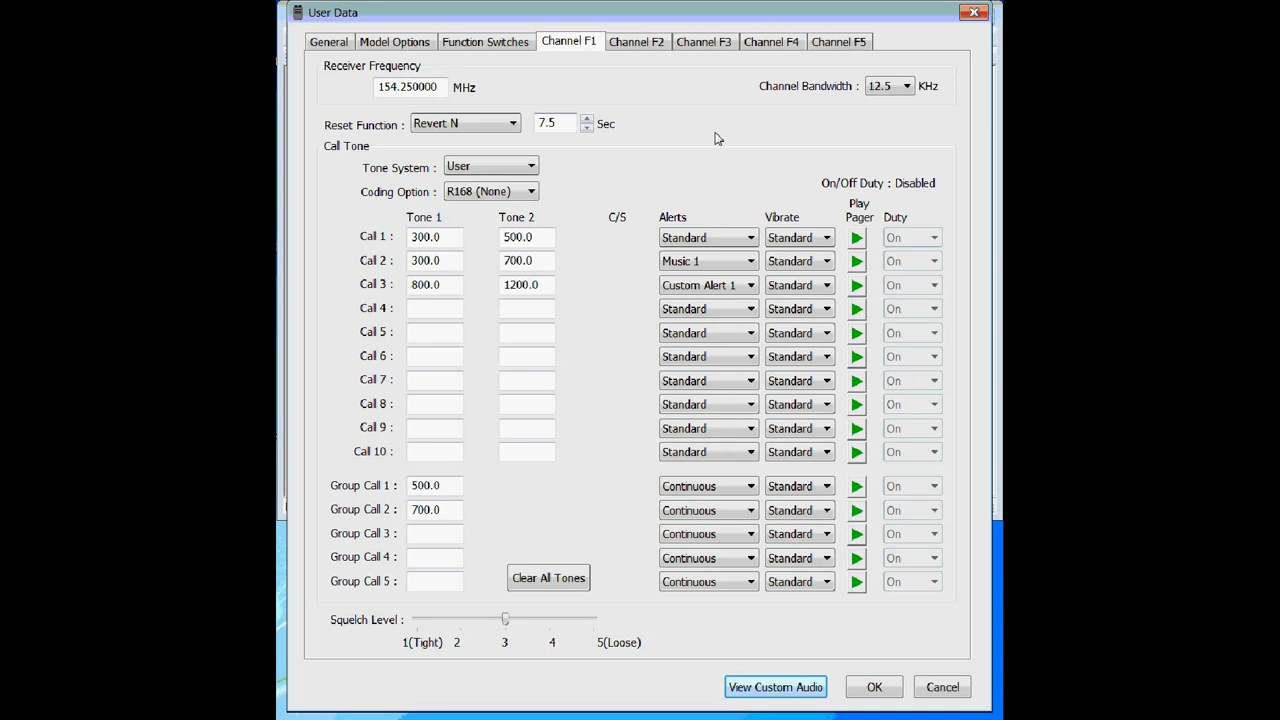 User Data
General Model Options Function Switches Channel F1 Channel F2 Channel F3 Channel F4 Channel F5
Receiver Frequency
154.250000 MHz Channel Bandwidth : 12.5 KHz
Reset Function : Revert N 7.5 Sec
Call Tone
Tone System : User
On/Off Duty : Disabled
Coding Option : R168 (None)
Tone 1 Tone 2 C/S Alerts Vibrate Play Pager Duty
Call 1 : 300.0 500.0 Standard Standard On
Call 2 : 300.0 700.0 Music 1 Standard On
Call 3 : 800.0 1200.0 Custom Alert 1 Standard On
Call 4 : Standard Standard On
Call 5 : Standard Standard On
Call 6 : Standard Standard On
Call 7 : Standard Standard On
Call 8 : Standard Standard On
Call 9 : Standard Standard On
Call 10 : Standard Standard On
Group Call 1 : 500.0 Continuous Standard On
Group Call 2 : 700.0 Continuous Standard On
Group Call 3 : Continuous Standard On
Group Call 4 : Continuous Standard On
Group Call 5 : Clear All Tones Continuous Standard On
Squelch Level :
1(Tight) 2 3 4 5(Loose)
View Custom Audio OK Cancel